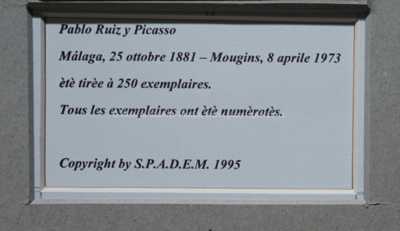 Pablo Ruiz y Picasso
Málaga, 25 ottobre 1881 – Mougins, 8 aprile 1973
ètè tirèe à 250 exemplaires.
Tous les exemplaires ont ètè numèrotès.
Copyright by S.P.A.D.E.M. 1995